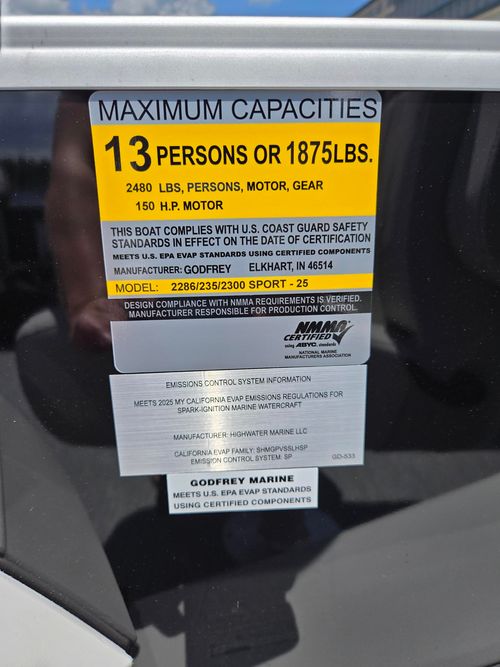 MAXIMUM CAPACITIES
13 PERSONS OR 1875LBS.
2480 LBS, PERSONS, MOTOR, GEAR
150 H.P. MOTOR
THIS BOAT COMPLIES WITH U.S. COAST GUARD SAFETY
STANDARDS IN EFFECT ON THE DATE OF CERTIFICATION
MEETS U.S. EPA EVAP STANDARDS USING CERTIFIED COMPONENTS
MANUFACTURER: GODFREY ELKHART, IN 46514
MODEL: 2286/235/2300 SPORT - 25
DESIGN COMPLIANCE WITH NMMA REQUIREMENTS IS VERIFIED.
MANUFACTURER RESPONSIBLE FOR PRODUCTION CONTROL.
NMMA
CERTIFIED
using ABYC standards
NATIONAL MARINE
MANUFACTURERS ASSOCIATION
EMISSIONS CONTROL SYSTEM INFORMATION
MEETS 2025 MY CALIFORNIA EVAP EMISSIONS REGULATIONS FOR
SPARK-IGNITION MARINE WATERCRAFT
MANUFACTURER: HIGHWATER MARINE LLC
CALIFORNIA EVAP FAMILY: SHMGPVSSLHSP
EMISSION CONTROL SYSTEM: SP GD-533
GODFREY MARINE
MEETS U.S. EPA EVAP STANDARDS
USING CERTIFIED COMPONENTS